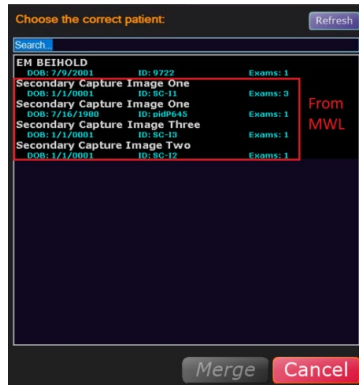 Choose the correct patient:
Refresh
Search...
EM BEIHOLD
DOB: 7/9/2001 ID: 9722 Exams: 1
Secondary Capture Image One
DOB: 1/1/0001 ID: SC-I1 Exams: 3
Secondary Capture Image One
DOB: 7/16/1980 ID: pidP645 Exams: 1
Secondary Capture Image Three
DOB: 1/1/0001 ID: SC-I3 Exams: 1
Secondary Capture Image Two
DOB: 1/1/0001 ID: SC-I2 Exams: 1
From
MWL
Merge Cancel